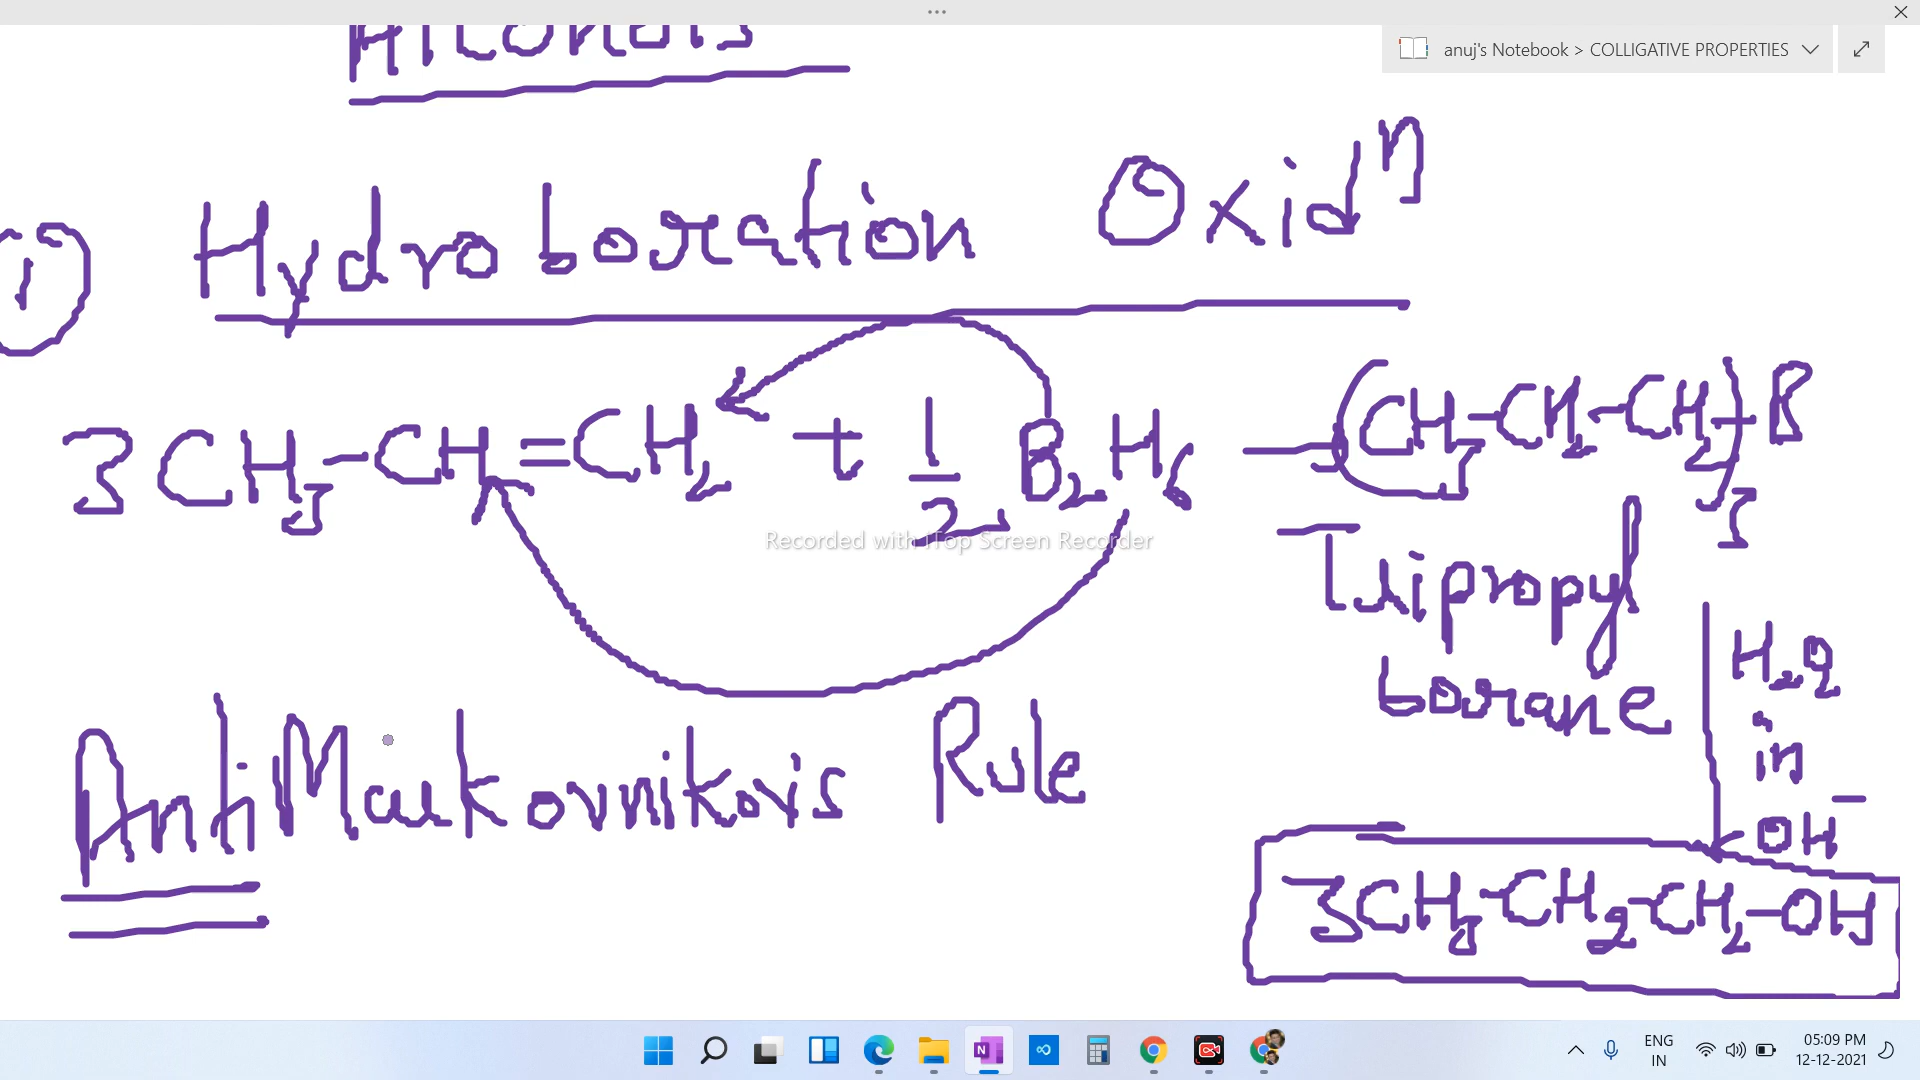 anuj's Notebook > COLLIGATIVE PROPERTIES
Alcohols
① Hydroboration Oxidⁿ
3CH₃-CH=CH₂ + 1/2 B₂H₆ → (CH₃-CH₂-CH₂)₃B
Tripropyl
borane
H₂O₂
in
OH⁻
Anti Markovnikovs Rule
3CH₃-CH₂-CH₂-OH
Recorded with iTop Screen Recorder
ENG
IN
05:09 PM
12-12-2021